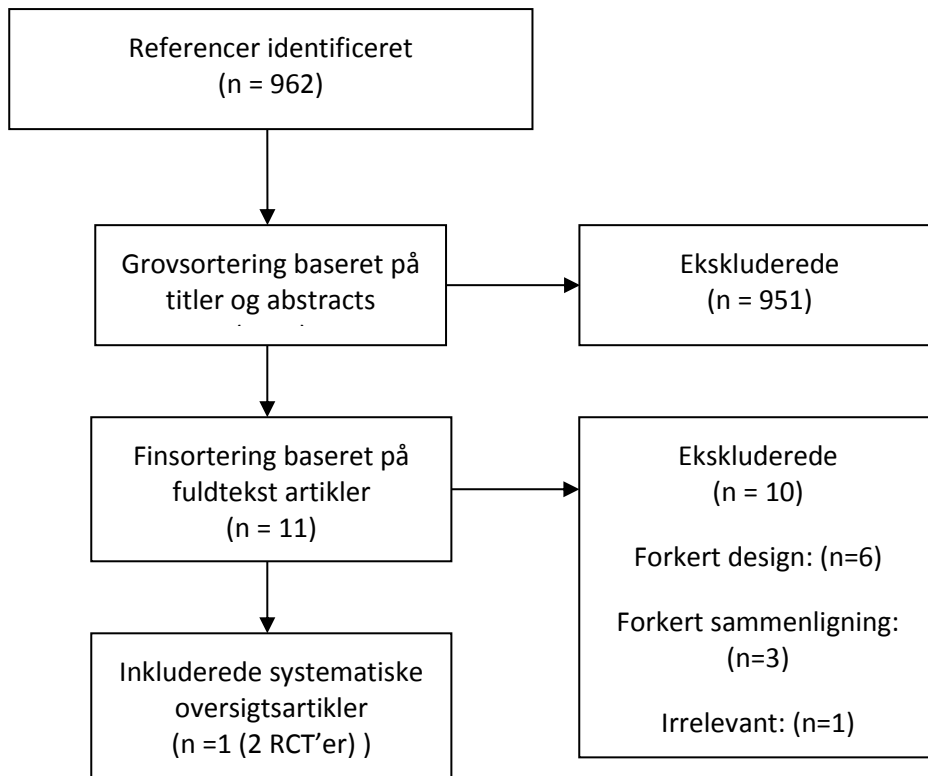 Referencer identificeret
(n = 962)
Grovsortering baseret på
titler og abstracts
Ekskluderede
(n = 951)
Finsortering baseret på
fuldtekst artikler
(n = 11)
Ekskluderede
(n = 10)
Forkert design: (n=6)
Forkert sammenligning:
(n=3)
Irrelevant: (n=1)
Inkluderede systematiske
oversigtsartikler
(n =1 (2 RCT’er) )